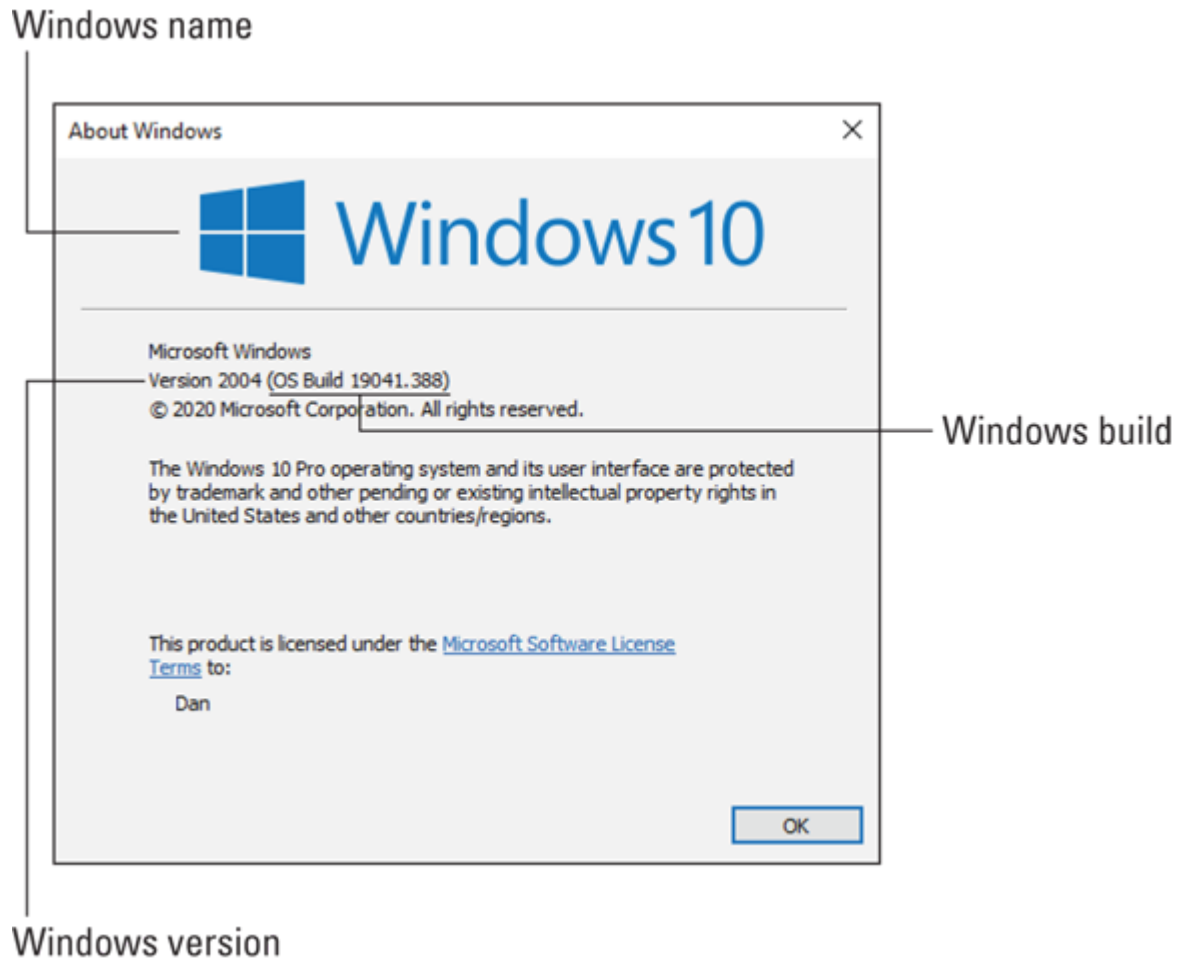 Windows name
About Windows
Windows 10
Microsoft Windows
Version 2004 (OS Build 19041.388)
© 2020 Microsoft Corporation. All rights reserved.
Windows build
The Windows 10 Pro operating system and its user interface are protected
by trademark and other pending or existing intellectual property rights in
the United States and other countries/regions.
This product is licensed under the Microsoft Software License
Terms to:
Dan
OK
Windows version